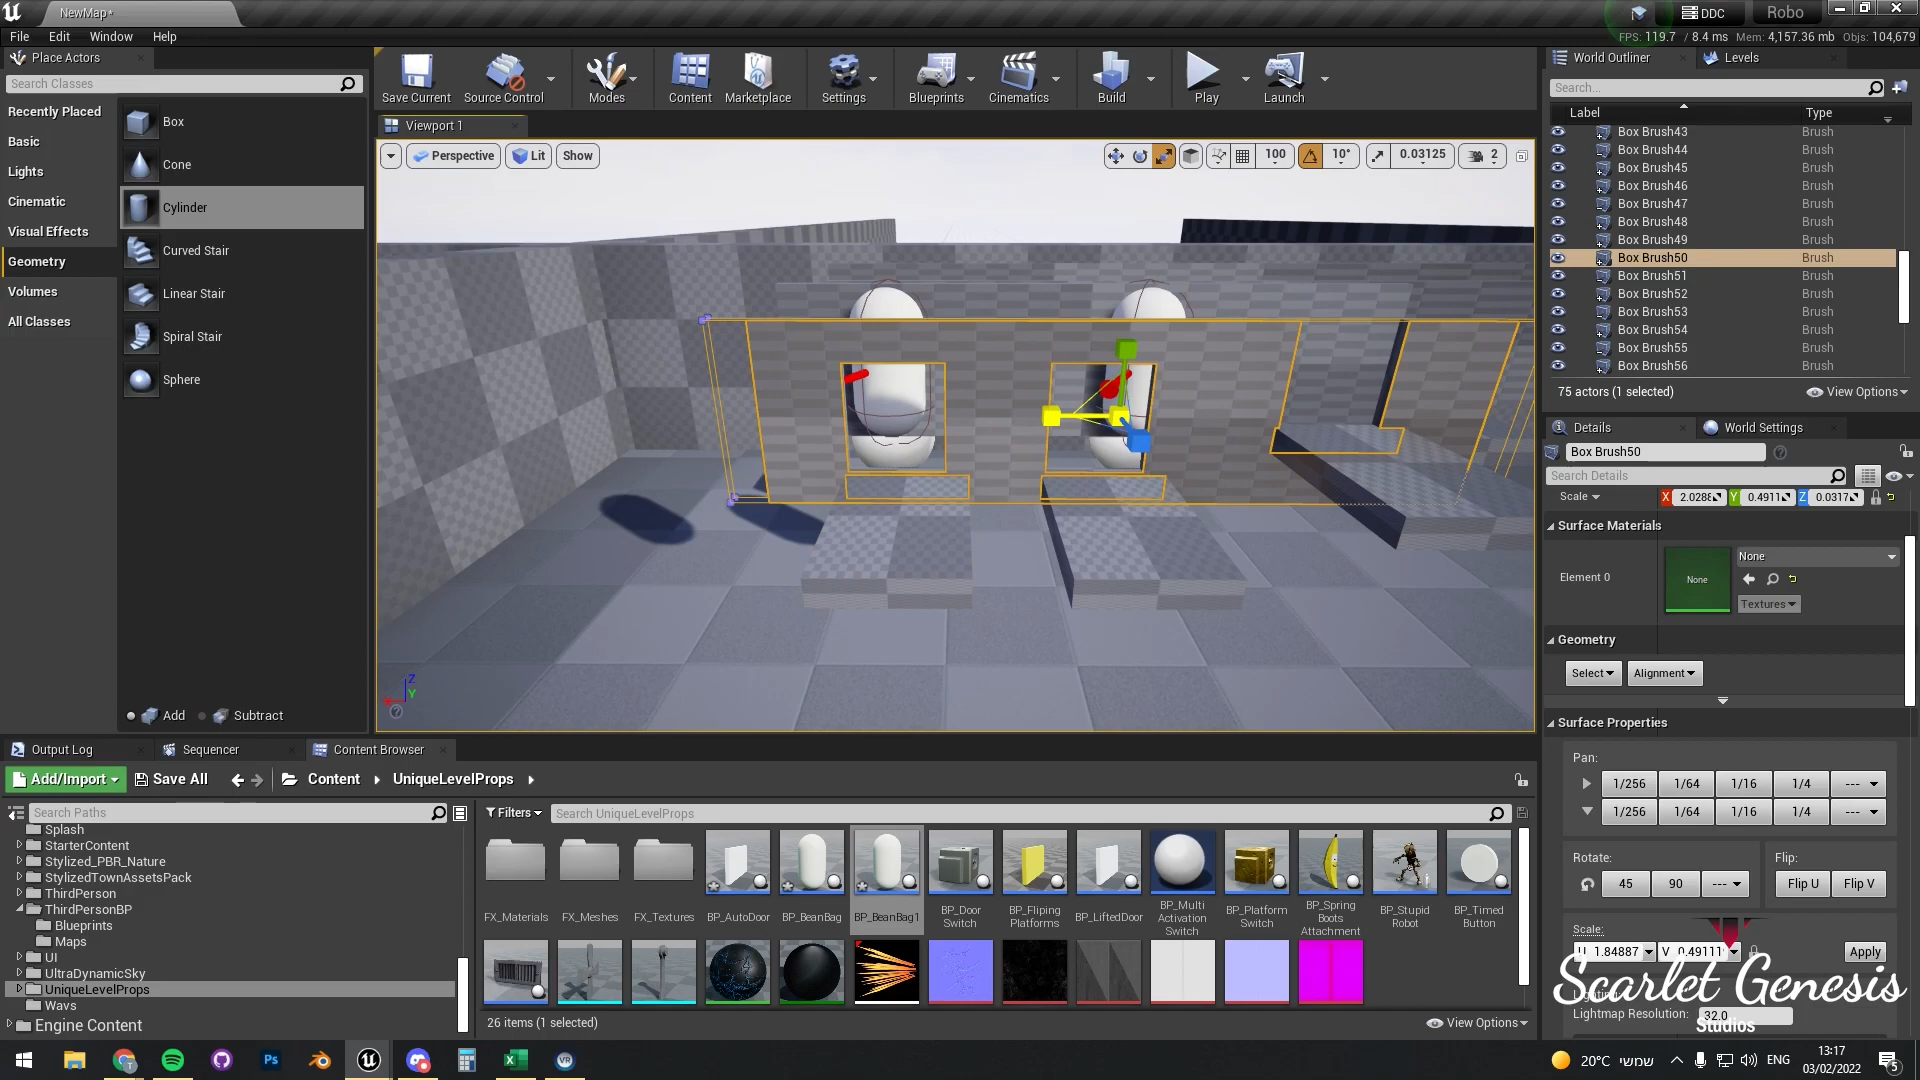 NewMap*
DDC
Robo
File Edit Window Help
FPS: 119.7 / 8.4 ms Mem: 4,157.36 mb Objs: 104,679
Place Actors
Search Classes
Recently Placed
Basic
Lights
Cinematic
Visual Effects
Geometry
Volumes
All Classes
Box
Cone
Cylinder
Curved Stair
Linear Stair
Spiral Stair
Sphere
Add Subtract
Save Current Source Control Modes Content Marketplace Settings Blueprints Cinematics Build Play Launch
Viewport 1
Perspective Lit Show
100 10° 0.03125 2
Z
Y
World Outliner Levels
Search...
Label Type
Box Brush43 Brush
Box Brush44 Brush
Box Brush45 Brush
Box Brush46 Brush
Box Brush47 Brush
Box Brush48 Brush
Box Brush49 Brush
Box Brush50 Brush
Box Brush51 Brush
Box Brush52 Brush
Box Brush53 Brush
Box Brush54 Brush
Box Brush55 Brush
Box Brush56 Brush
75 actors (1 selected) View Options
Details World Settings
Box Brush50
Search Details
Scale X 2.0288 Y 0.4911 Z 0.0317
Surface Materials
Element 0 None None
Textures
Geometry
Select Alignment
Surface Properties
Pan:
1/256 1/64 1/16 1/4 ---
1/256 1/64 1/16 1/4 ---
Rotate: Flip:
45 90 --- Flip U Flip V
Scale:
U 1.84887 V 0.49111 Apply
Scarlet Genesis
Studios
Lightmap Resolution: 32.0
Output Log Sequencer Content Browser
Add/Import Save All Content UniqueLevelProps
Search Paths
Splash
StarterContent
Stylized_PBR_Nature
StylizedTownAssetsPack
ThirdPerson
ThirdPersonBP
Blueprints
Maps
UI
UltraDynamicSky
UniqueLevelProps
Wavs
Engine Content
Filters Search UniqueLevelProps
FX_Materials FX_Meshes FX_Textures BP_AutoDoor BP_BeanBag BP_BeanBag1 BP_Door Switch BP_Fliping Platforms BP_LiftedDoor BP_Multi Activation Switch BP_Platform Switch BP_Spring Boots Attachment BP_Stupid Robot BP_Timed Button
26 items (1 selected) View Options
20°C שמשי ENG 13:17
03/02/2022
5